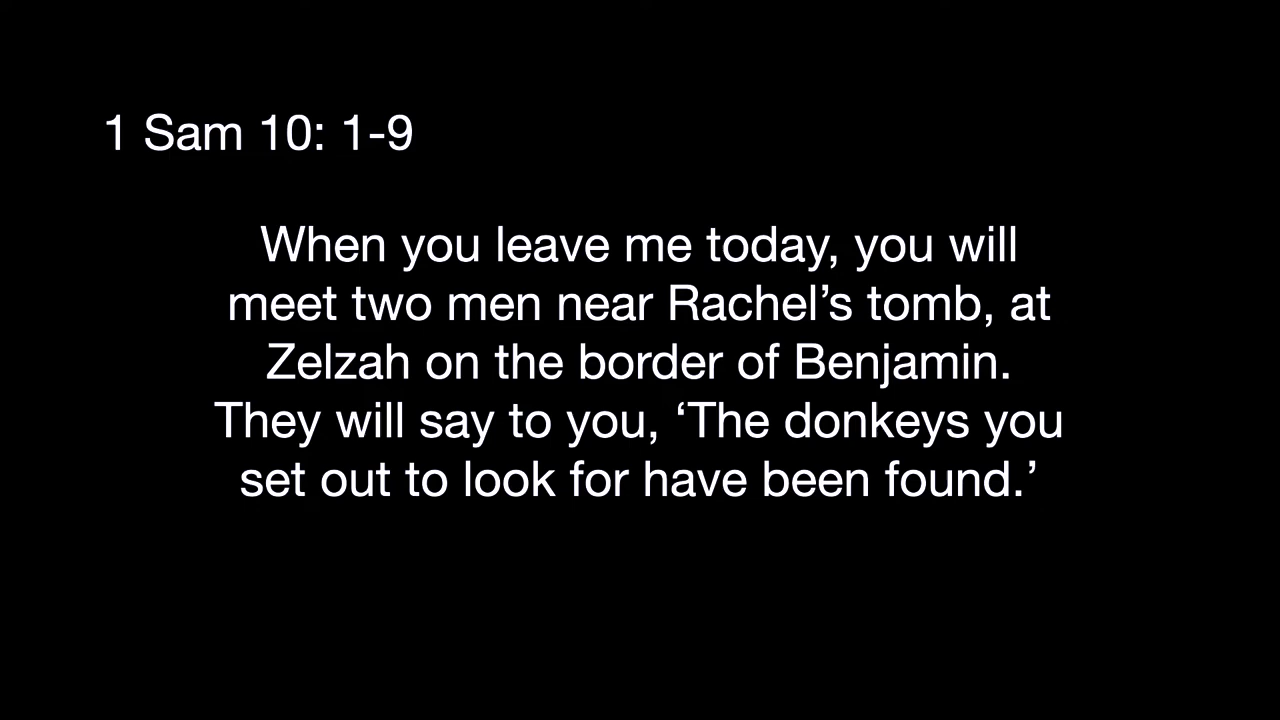 1 Sam 10: 1-9
When you leave me today, you will
meet two men near Rachel’s tomb, at
Zelzah on the border of Benjamin.
They will say to you, ‘The donkeys you
set out to look for have been found.’